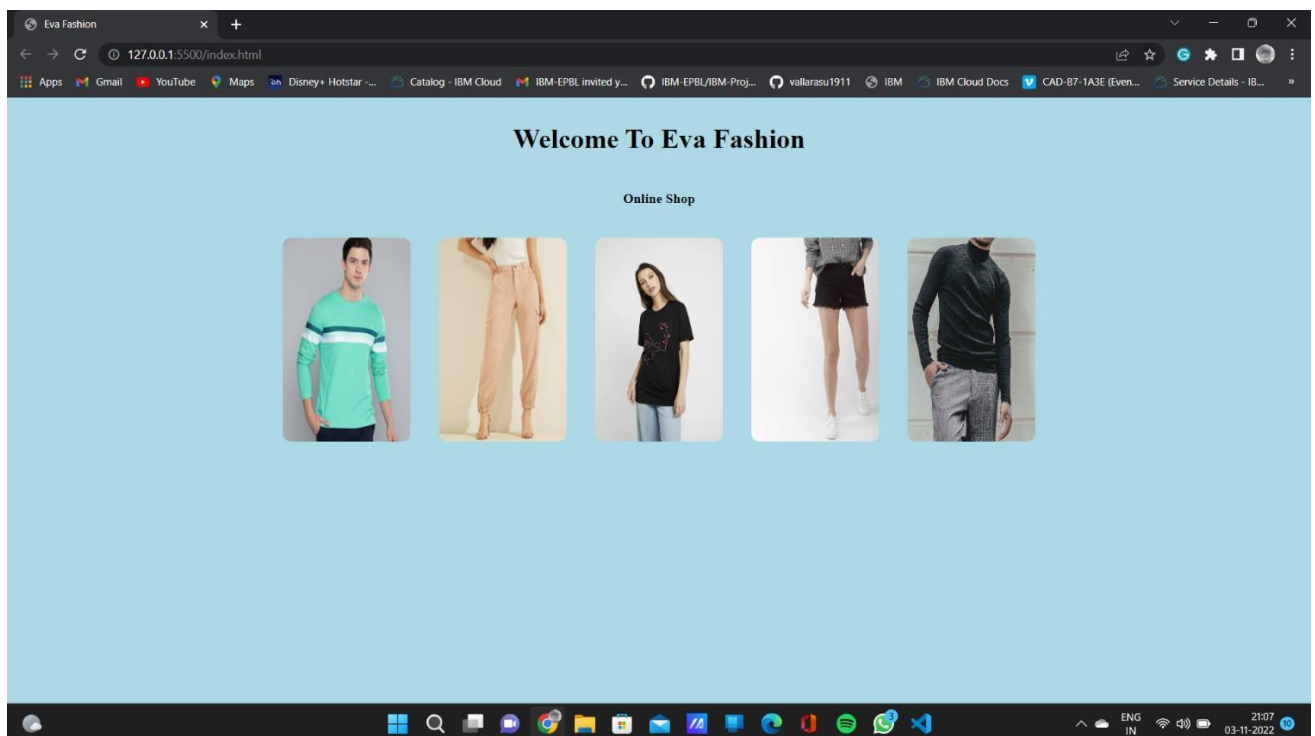 Eva Fashion
127.0.0.1:5500/index.html
Apps Gmail YouTube Maps Disney+ Hotstar -... Catalog - IBM Cloud IBM-EPBL invited y... IBM-EPBL/IBM-Proj... vallarasu1911 IBM IBM Cloud Docs CAD-B7-1A3E (Even... Service Details - IB... »
Welcome To Eva Fashion
Online Shop
ENG 21:07
IN 03-11-2022 10